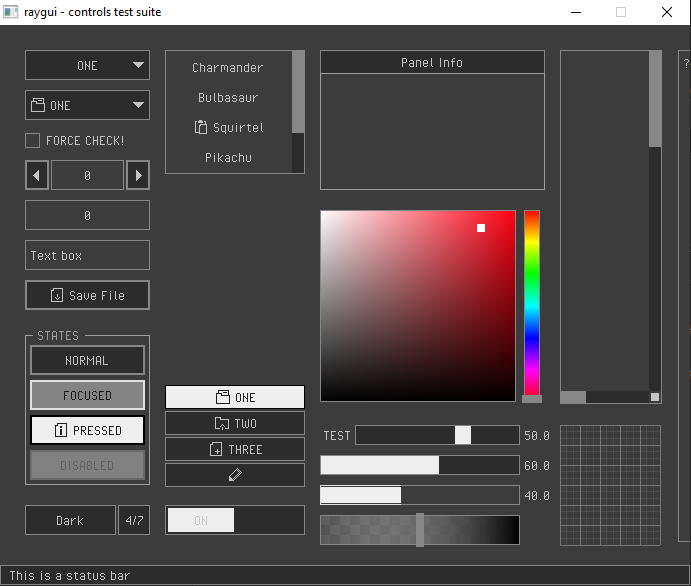 raygui - controls test suite
ONE
ONE
FORCE CHECK!
0
0
Text box
Save File
STATES
NORMAL
FOCUSED
PRESSED
DISABLED
Dark
4/7
Charmander
Bulbasaur
Squirtel
Pikachu
ONE
TWO
THREE
ON
Panel Info
TEST
50.0
60.0
40.0
?
This is a status bar